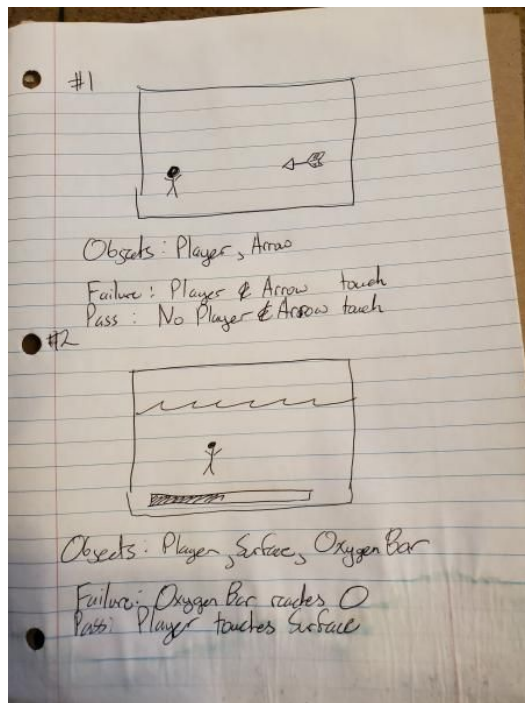 #1
Objects: Player, Arrow
Failure: Player & Arrow touch
Pass: No Player & Arrow touch
#2
Objects: Player, Surface, Oxygen Bar
Failure: Oxygen Bar reaches 0
Pass: Player touches Surface